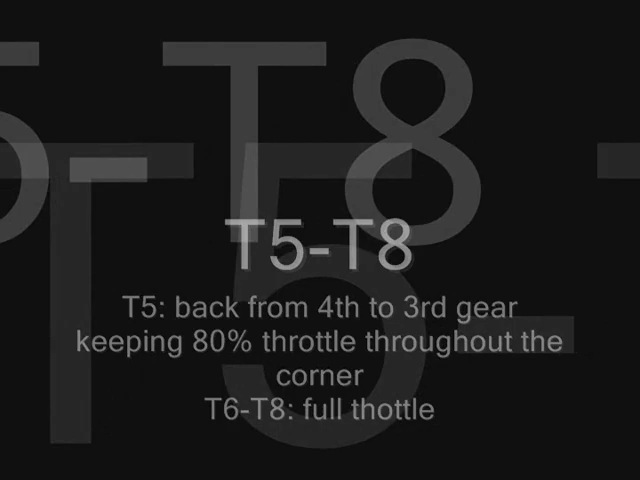 T5-T8
T5: back from 4th to 3rd gear
keeping 80% throttle throughout the
corner
T6-T8: full thottle